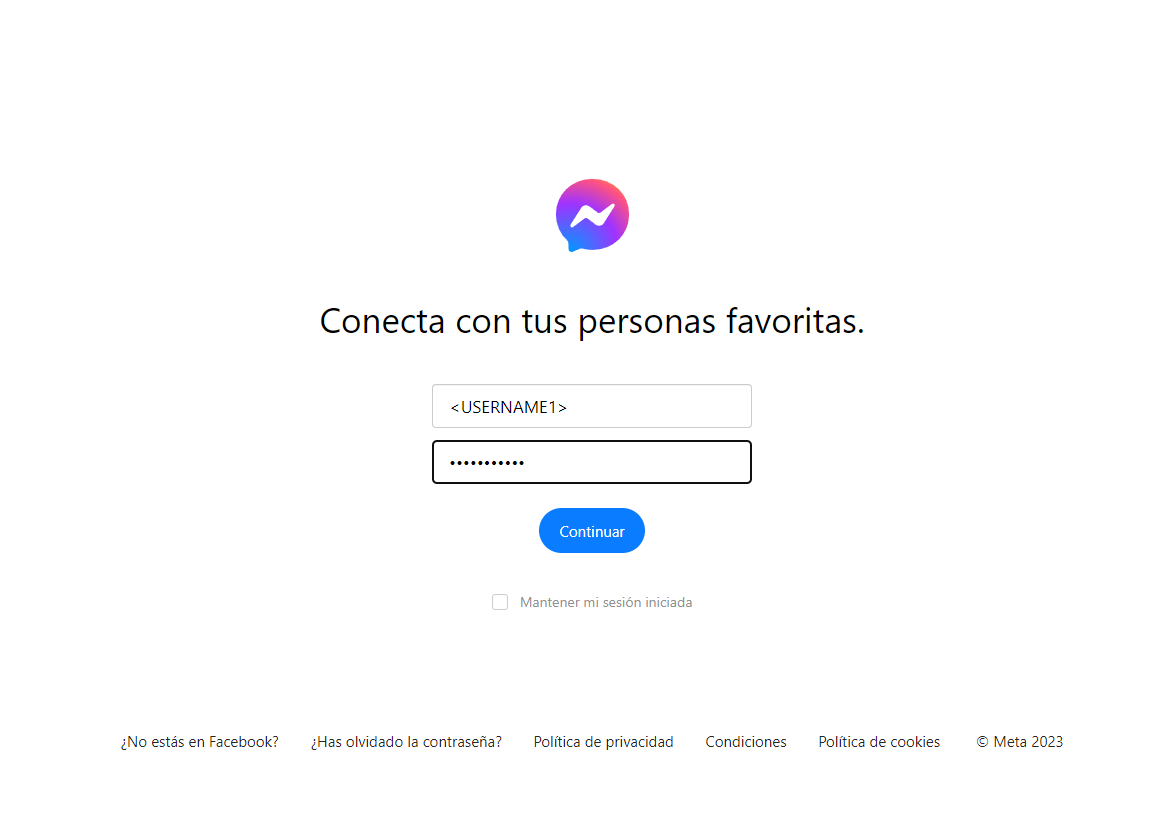 Conecta con tus personas favoritas.
<USERNAME1>
•••••••••••
Continuar
Mantener mi sesión iniciada
¿No estás en Facebook? ¿Has olvidado la contraseña? Política de privacidad Condiciones Política de cookies © Meta 2023